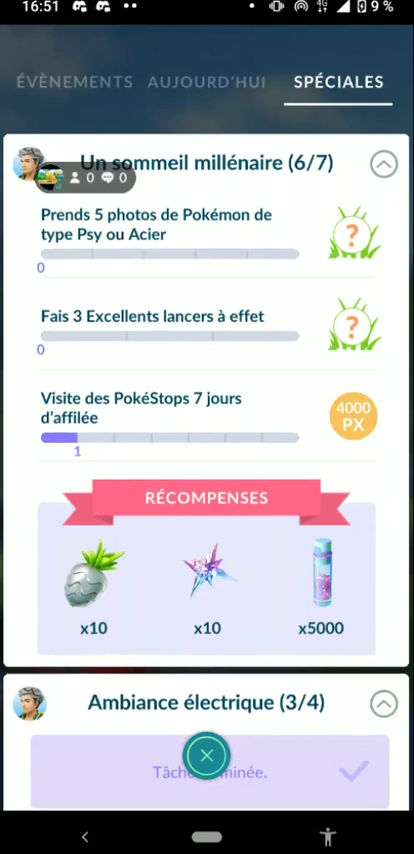 16:51 4G 9 %
ÉVÈNEMENTS AUJOURD'HUI SPÉCIALES
Un sommeil millénaire (6/7)
0 0
Prends 5 photos de Pokémon de
type Psy ou Acier
?
0
Fais 3 Excellents lancers à effet
?
0
Visite des PokéStops 7 jours
d'affilée
4000
PX
1
RÉCOMPENSES
x10 x10 x5000
Ambiance électrique (3/4)